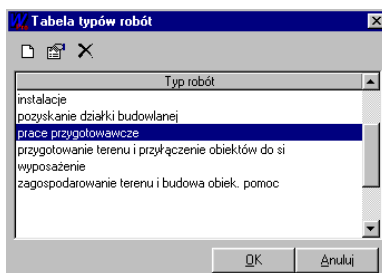 Tabela typów robót
Typ robót
instalacje
pozyskanie działki budowlanej
prace przygotowawcze
przygotowanie terenu i przyłączenie obiektów do si
wyposażenie
zagospodarowanie terenu i budowa obiek. pomoc
OK
Anuluj